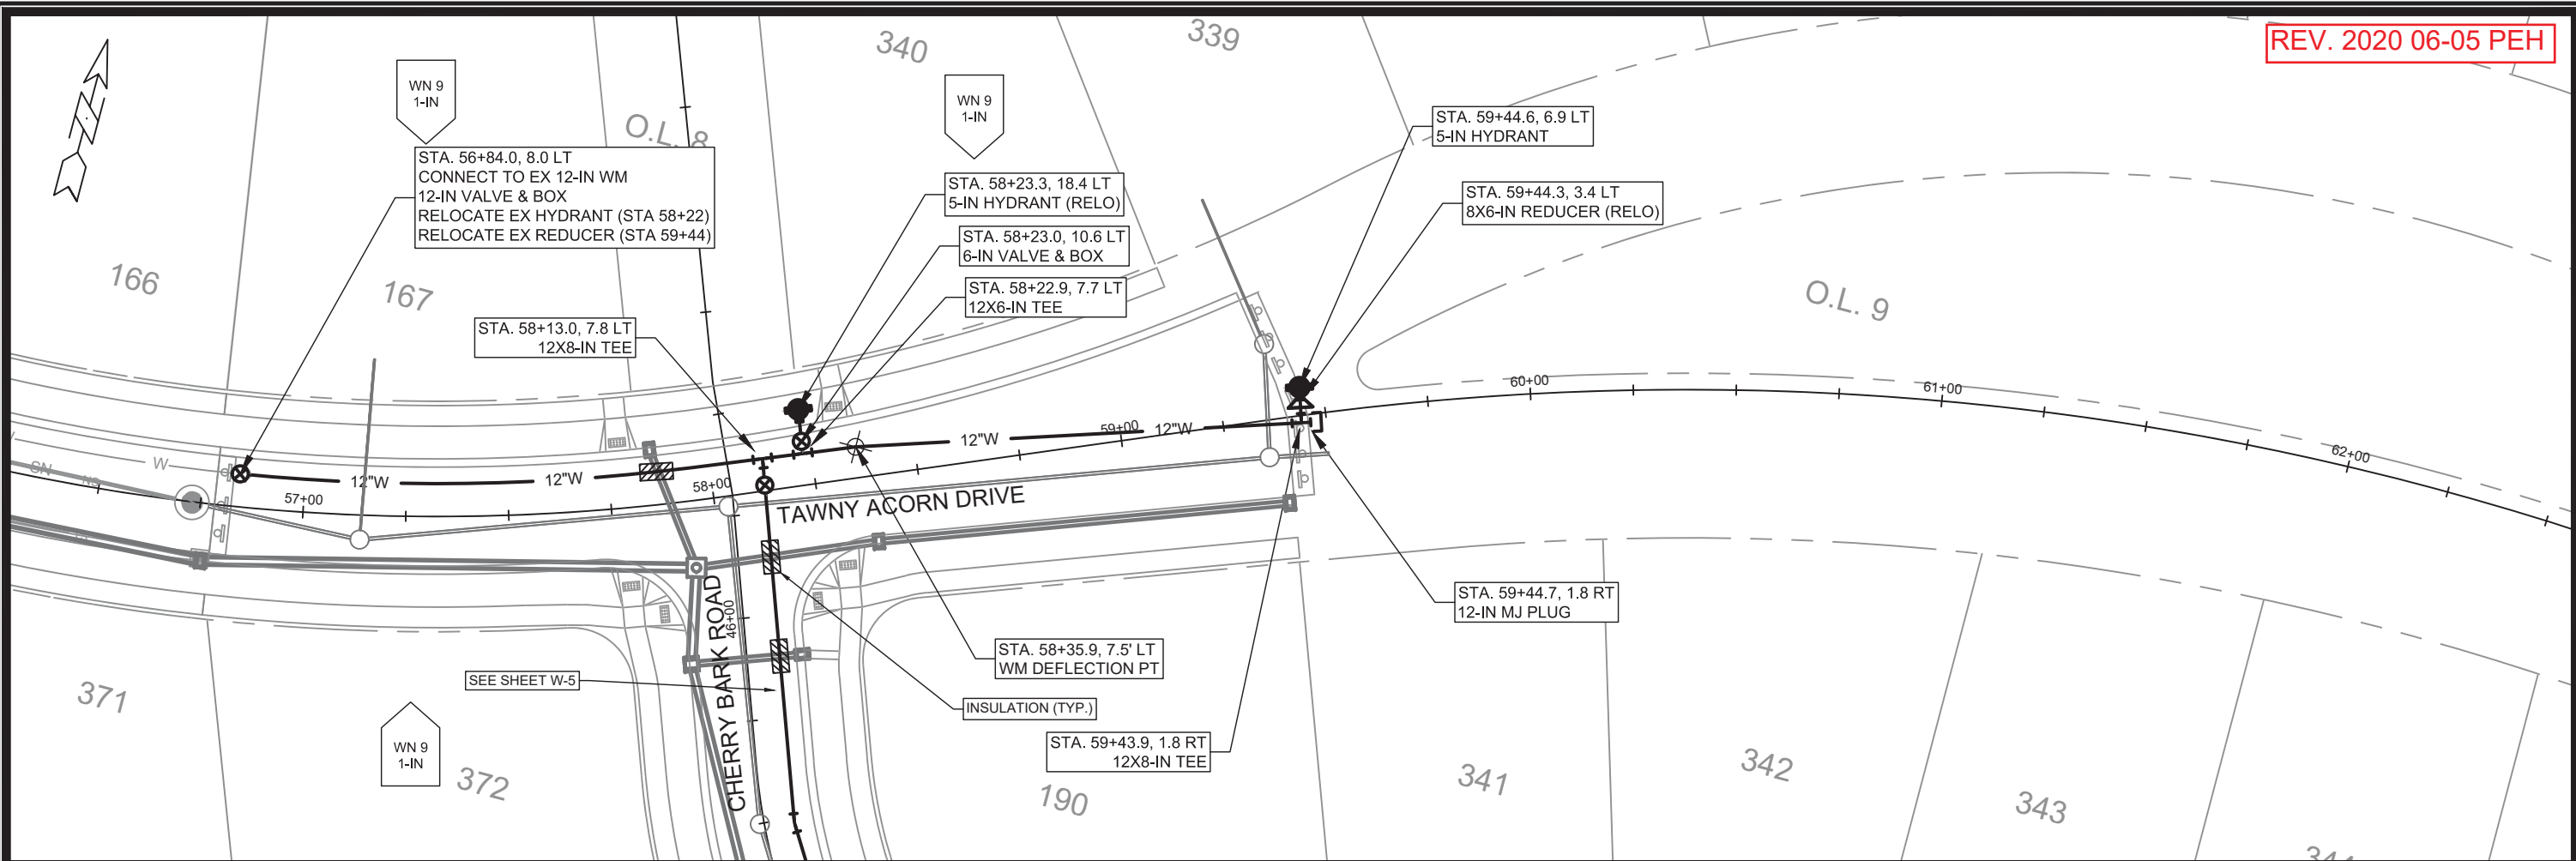 REV. 2020 06-05 PEH
340
339
WN 9
1-IN
WN 9
1-IN
O.L. 8
STA. 56+84.0, 8.0 LT
CONNECT TO EX 12-IN WM
12-IN VALVE & BOX
RELOCATE EX HYDRANT (STA 58+22)
RELOCATE EX REDUCER (STA 59+44)
STA. 58+23.3, 18.4 LT
5-IN HYDRANT (RELO)
STA. 59+44.6, 6.9 LT
5-IN HYDRANT
STA. 59+44.3, 3.4 LT
8X6-IN REDUCER (RELO)
STA. 58+23.0, 10.6 LT
6-IN VALVE & BOX
STA. 58+22.9, 7.7 LT
12X6-IN TEE
166
167
O.L. 9
STA. 58+13.0, 7.8 LT
12X8-IN TEE
60+00
61+00
62+00
59+00
12"W
12"W
W
SN
12"W
12"W
57+00
58+00
TAWNY ACORN DRIVE
CHERRY BARK ROAD
46+00
STA. 59+44.7, 1.8 RT
12-IN MJ PLUG
STA. 58+35.9, 7.5' LT
WM DEFLECTION PT
SEE SHEET W-5
INSULATION (TYP.)
STA. 59+43.9, 1.8 RT
12X8-IN TEE
371
WN 9
1-IN
372
190
341
342
343